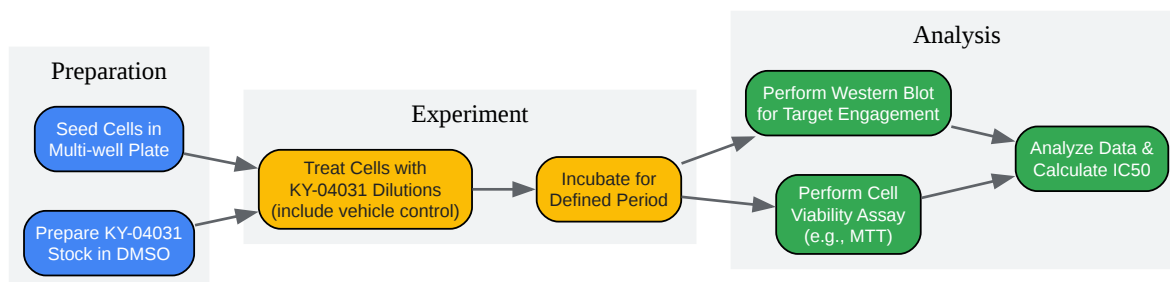 Preparation
Seed Cells in
Multi-well Plate
Prepare KY-04031
Stock in DMSO
Experiment
Treat Cells with
KY-04031 Dilutions
(include vehicle control)
Incubate for
Defined Period
Analysis
Perform Western Blot
for Target Engagement
Perform Cell
Viability Assay
(e.g., MTT)
Analyze Data &
Calculate IC50